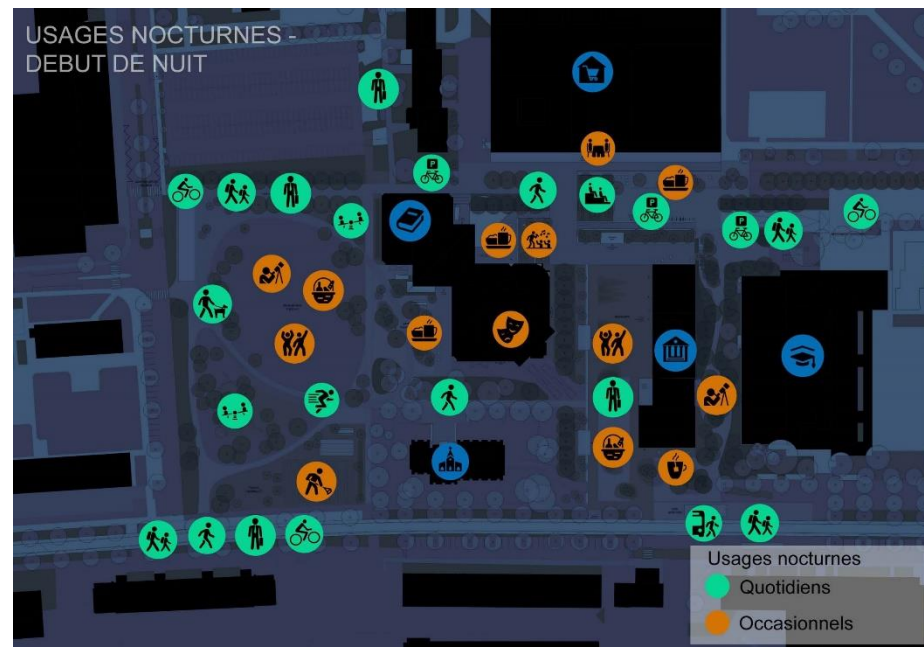 USAGES NOCTURNES -
DEBUT DE NUIT
P
P
P
Usages nocturnes
Quotidiens
Occasionnels